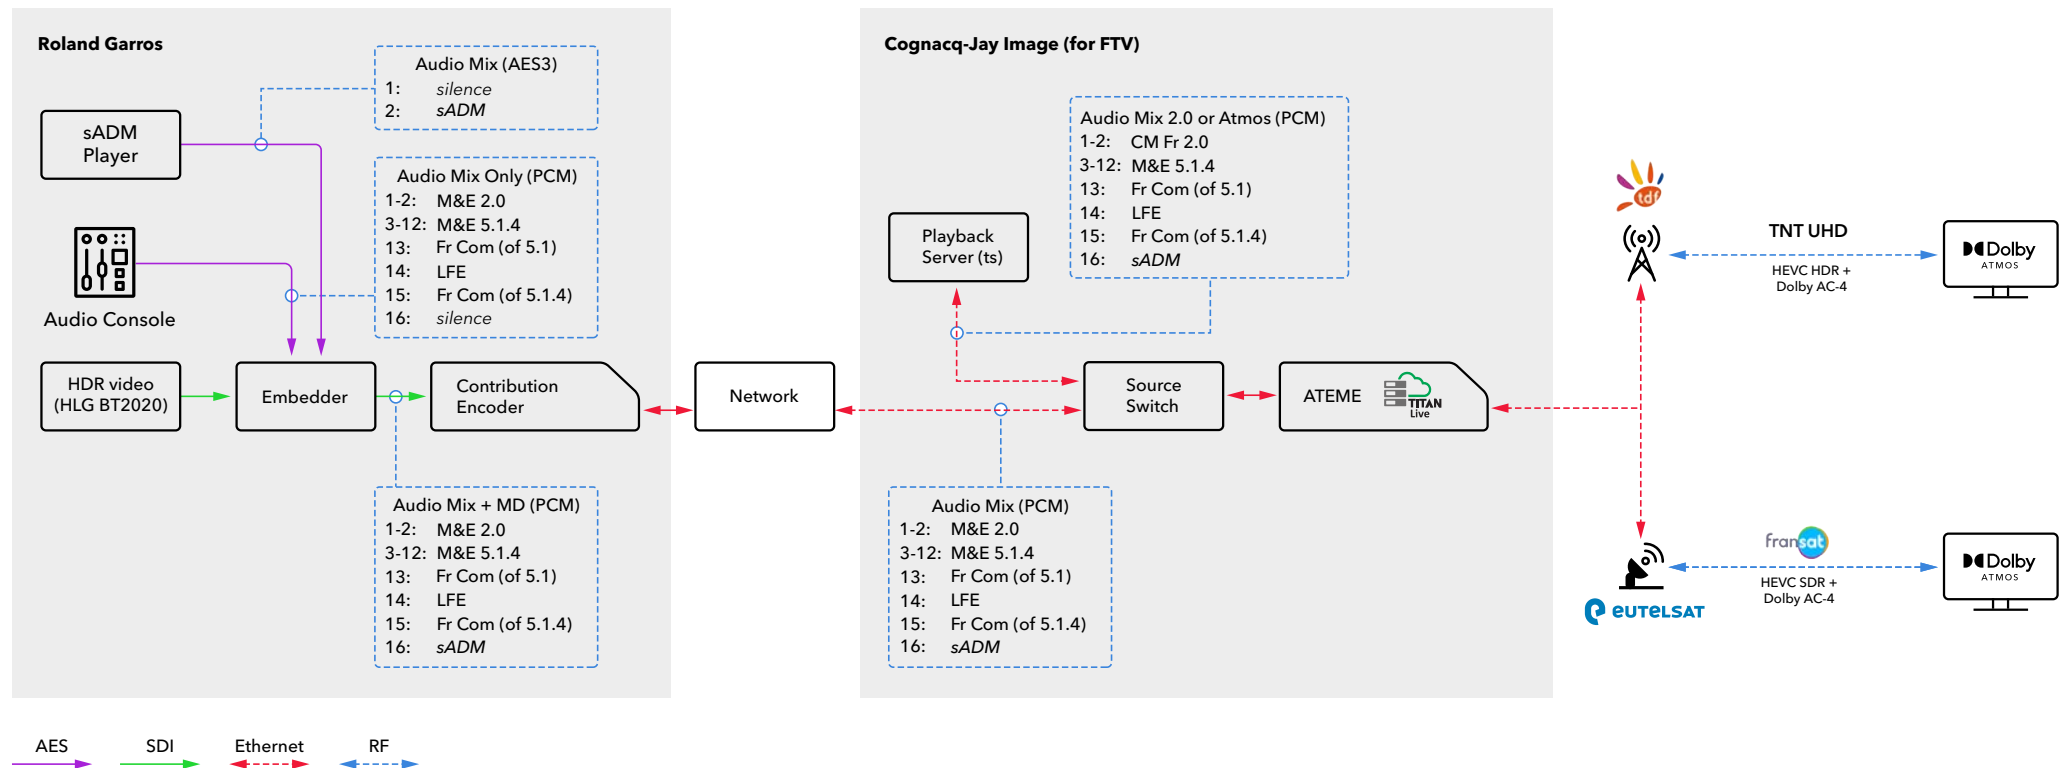 Roland Garros
Audio Mix (AES3)
1: silence
2: sADM
sADM
Player
Audio Mix Only (PCM)
1-2: M&E 2.0
3-12: M&E 5.1.4
13: Fr Com (of 5.1)
14: LFE
15: Fr Com (of 5.1.4)
16: silence
Audio Console
HDR video
(HLG BT2020)
Embedder
Contribution
Encoder
Audio Mix + MD (PCM)
1-2: M&E 2.0
3-12: M&E 5.1.4
13: Fr Com (of 5.1)
14: LFE
15: Fr Com (of 5.1.4)
16: sADM
Network
Cognacq-Jay Image (for FTV)
Audio Mix 2.0 or Atmos (PCM)
1-2: CM Fr 2.0
3-12: M&E 5.1.4
13: Fr Com (of 5.1)
14: LFE
15: Fr Com (of 5.1.4)
16: sADM
Playback
Server (ts)
Source
Switch
ATEME
TITAN
Live
Audio Mix (PCM)
1-2: M&E 2.0
3-12: M&E 5.1.4
13: Fr Com (of 5.1)
14: LFE
15: Fr Com (of 5.1.4)
16: sADM
tdf
TNT UHD
HEVC HDR +
Dolby AC-4
Dolby
ATMOS
fransat
HEVC SDR +
Dolby AC-4
eutelsat
Dolby
ATMOS
AES
SDI
Ethernet
RF